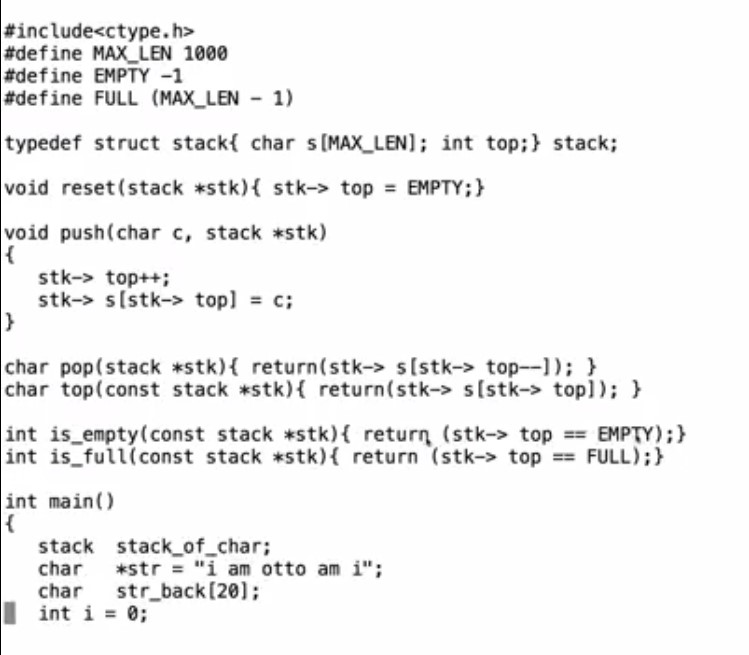 #include<ctype.h>
#define MAX_LEN 1000
#define EMPTY -1
#define FULL (MAX_LEN - 1)
typedef struct stack{ char s[MAX_LEN]; int top;} stack;
void reset(stack *stk){ stk-> top = EMPTY;}
void push(char c, stack *stk)
{
   stk-> top++;
   stk-> s[stk-> top] = c;
}
char pop(stack *stk){ return(stk-> s[stk-> top--]); }
char top(const stack *stk){ return(stk-> s[stk-> top]); }
int is_empty(const stack *stk){ return (stk-> top == EMPTY);}
int is_full(const stack *stk){ return (stk-> top == FULL);}
int main()
{
   stack  stack_of_char;
   char   *str = "i am otto am i";
   char   str_back[20];
   int i = 0;